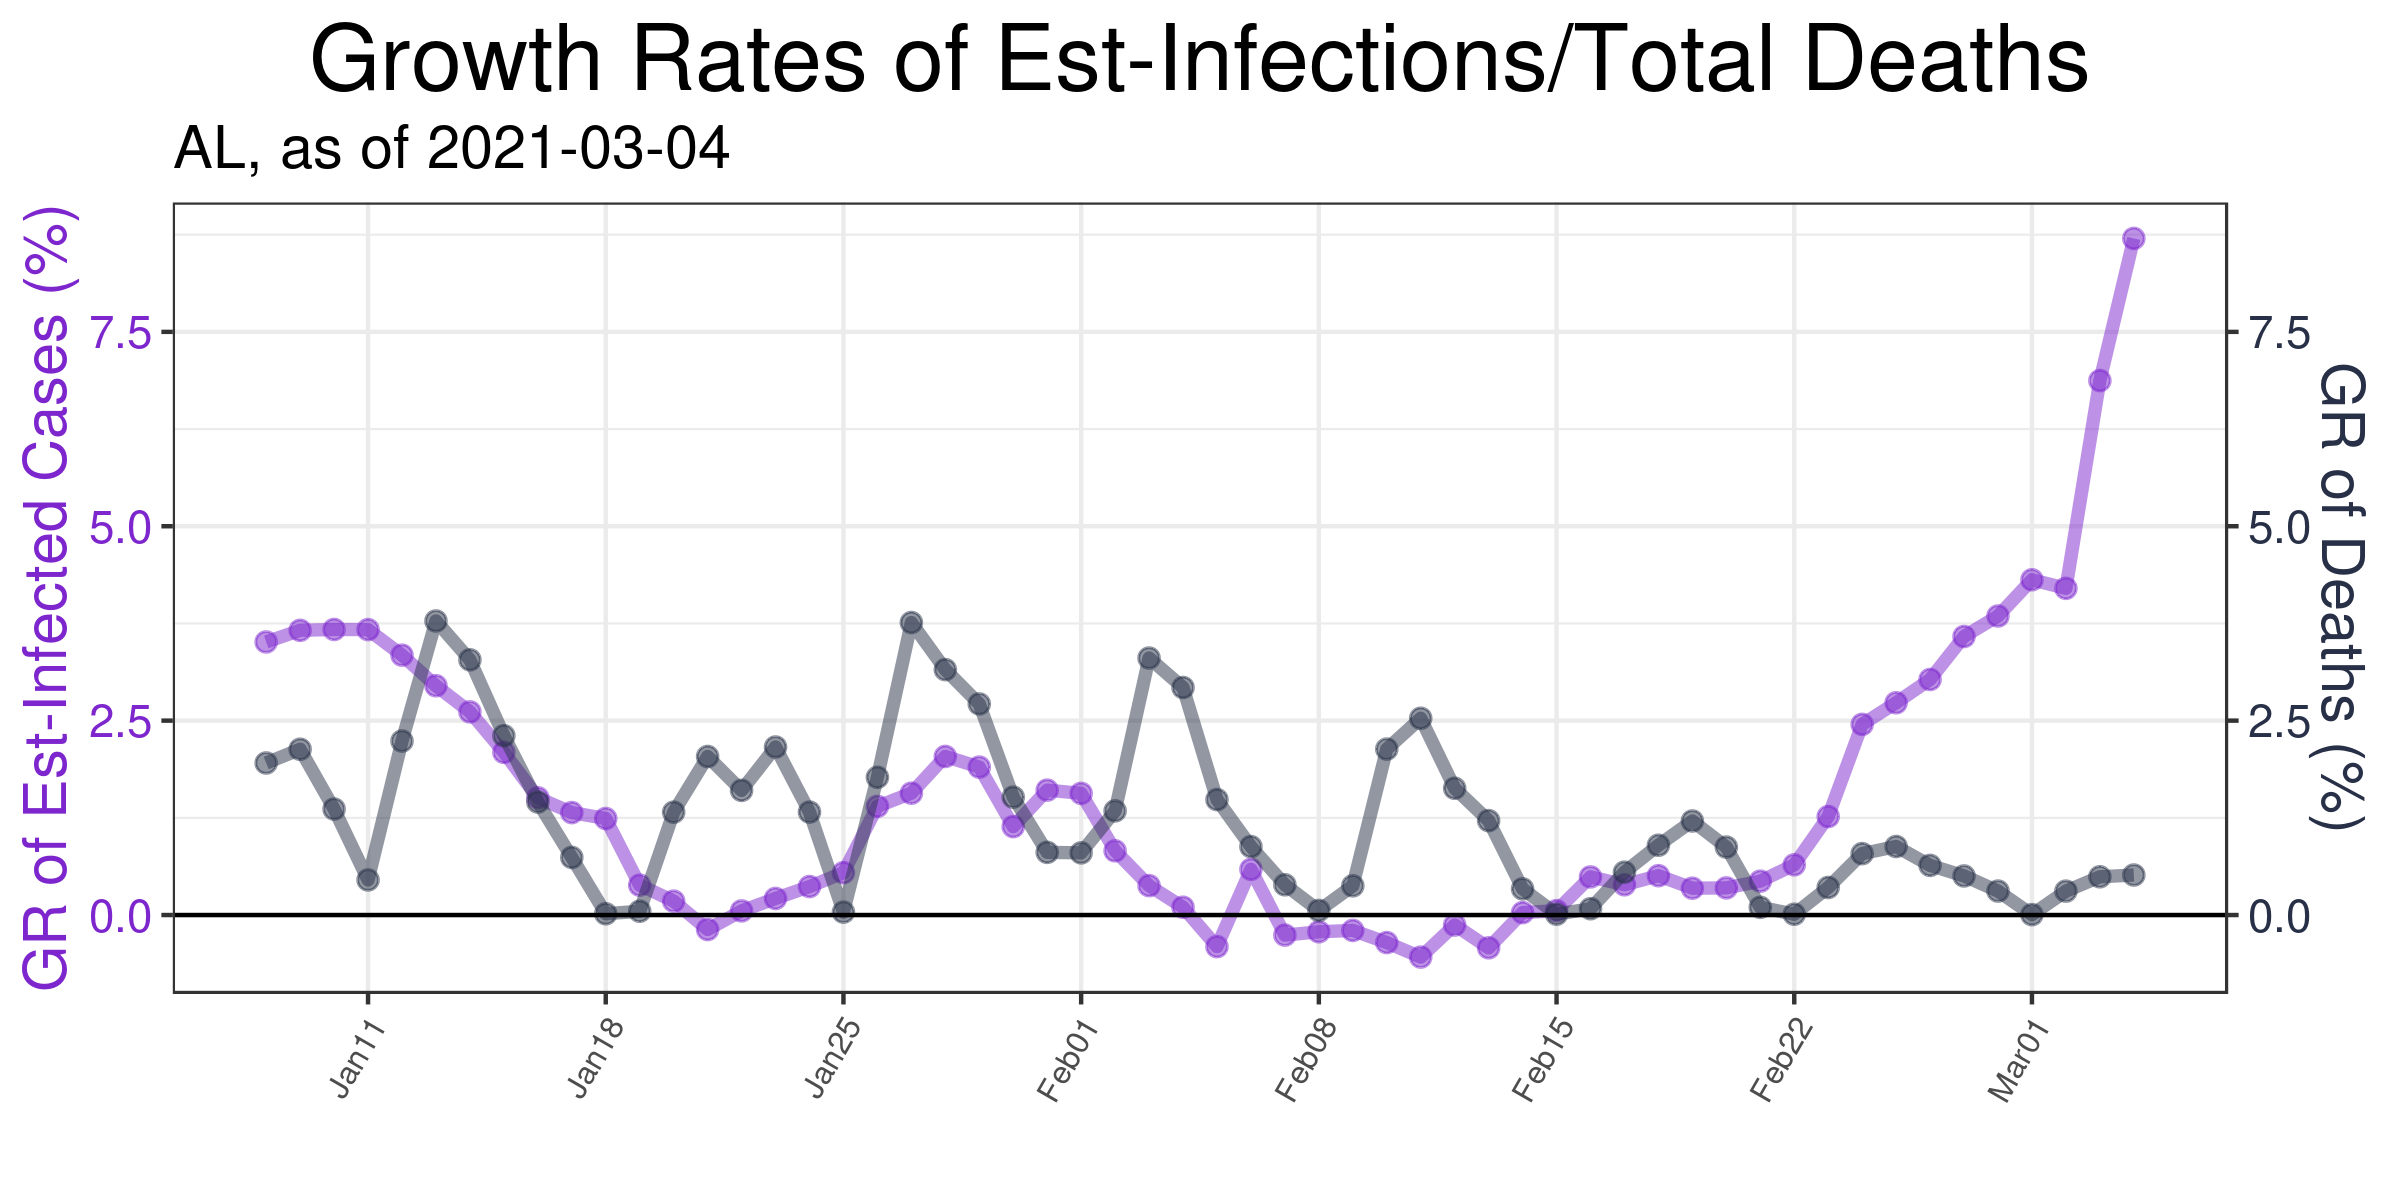 Growth Rates of Est-Infections/Total Deaths
AL, as of 2021-03-04
GR of Est-Infected Cases (%)
7.5
5.0
2.5
0.0
7.5
5.0
2.5
0.0
GR of Deaths (%)
Jan11
Jan18
Jan25
Feb01
Feb08
Feb15
Feb22
Mar01